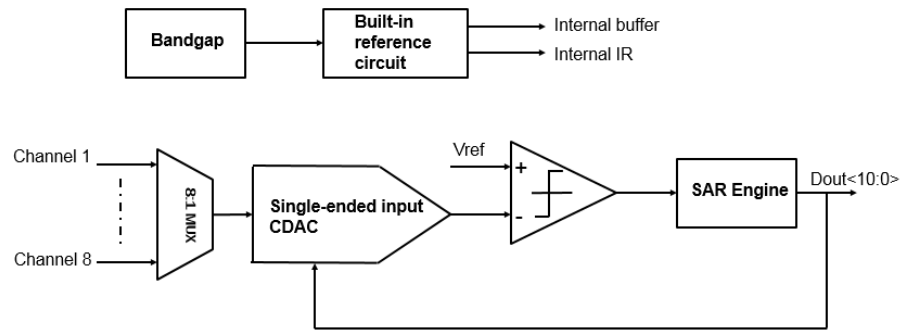 Bandgap
Built-in
reference
circuit
Internal buffer
Internal IR
Channel 1
Channel 8
8:1 MUX
Single-ended input
CDAC
Vref
+
-
SAR Engine
Dout<10:0>